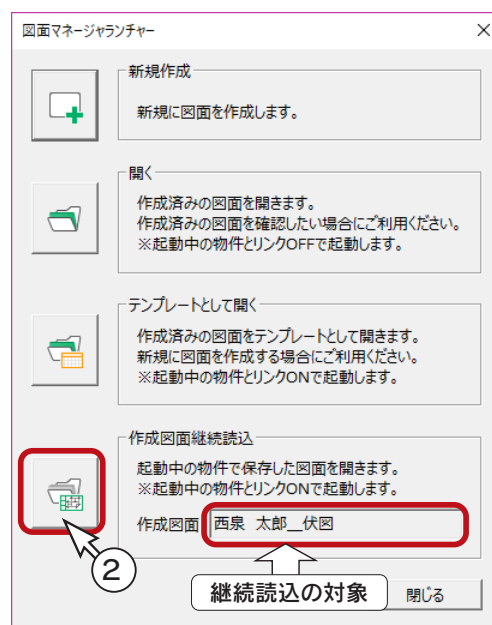 図面マネージャランチャー
新規作成
新規に図面を作成します。
開く
作成済みの図面を開きます。
作成済みの図面を確認したい場合にご利用ください。
※起動中の物件とリンクOFFで起動します。
テンプレートとして開く
作成済みの図面をテンプレートとして開きます。
新規に図面を作成する場合にご利用ください。
※起動中の物件とリンクONで起動します。
作成図面継続読込
起動中の物件で保存した図面を開きます。
※起動中の物件とリンクONで起動します。
作成図面 西泉 太郎__伏図
②
継続読込の対象
閉じる